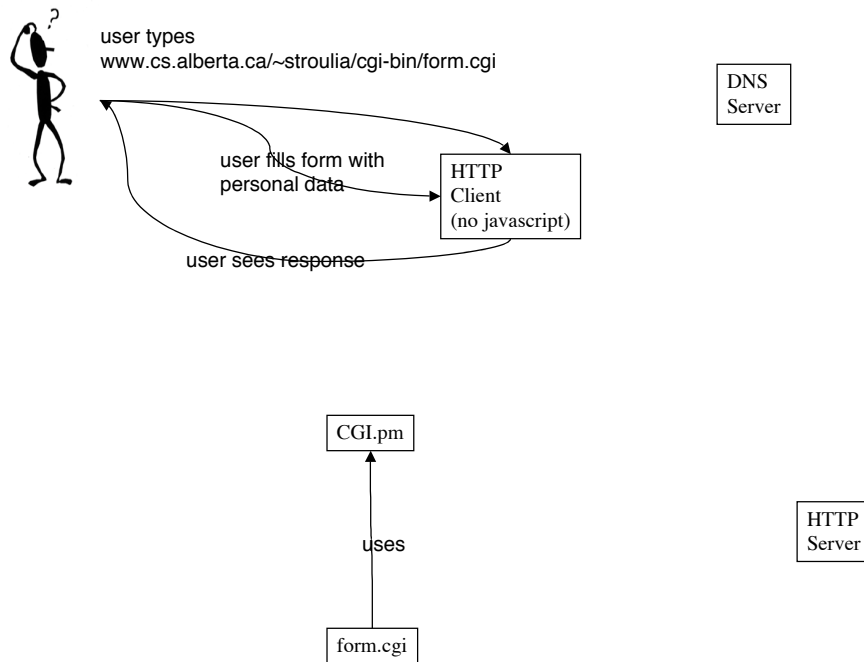 ?
user types
www.cs.alberta.ca/~stroulia/cgi-bin/form.cgi
DNS
Server
user fills form with
personal data
HTTP
Client
(no javascript)
user sees response
CGI.pm
HTTP
Server
uses
form.cgi